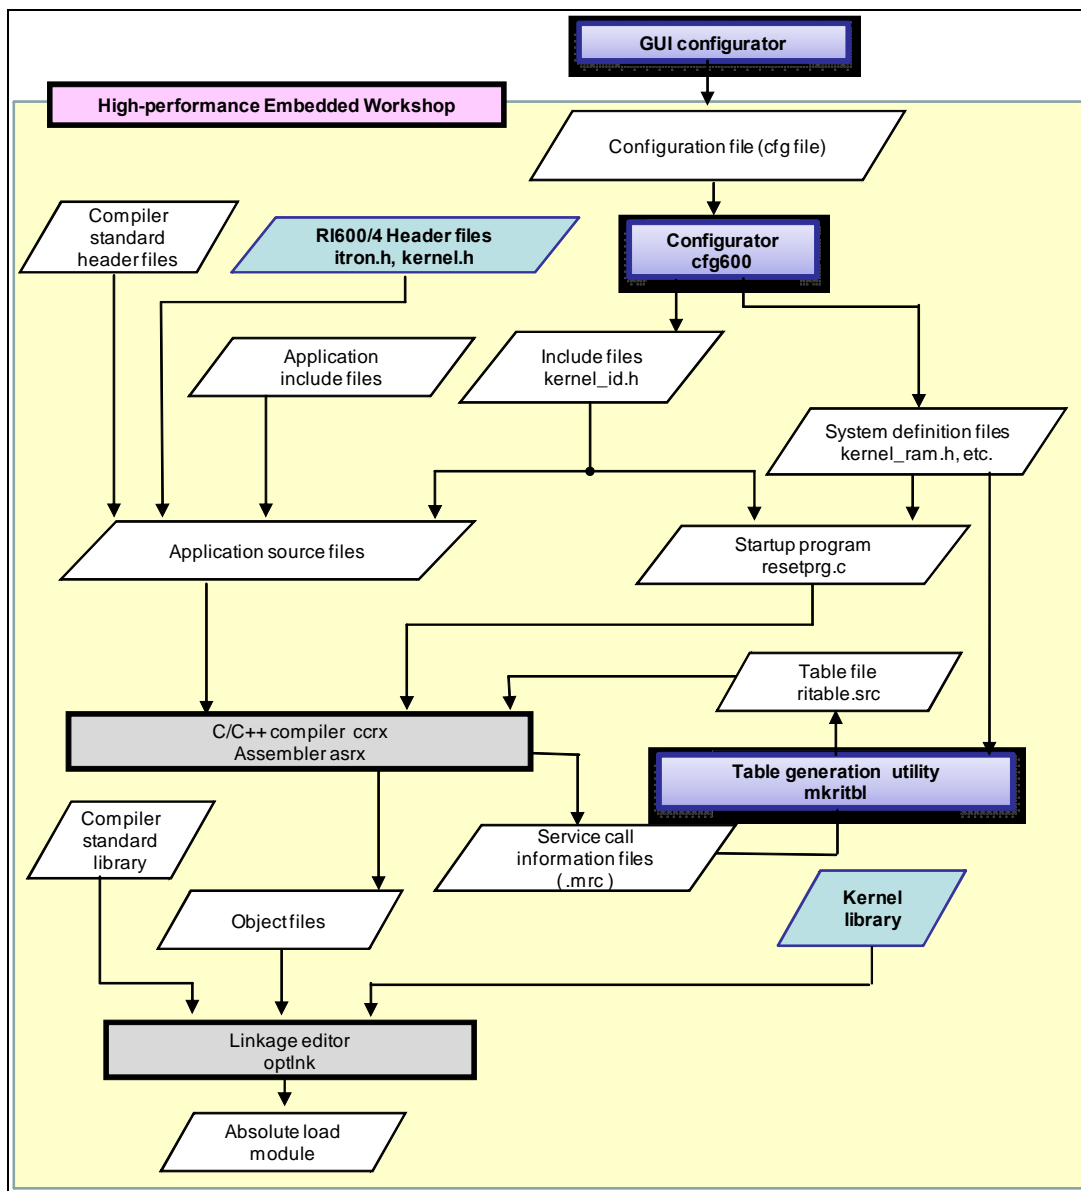 GUI configurator
High-performance Embedded Workshop
Configuration file (cfg file)
Compiler
standard
header files
RI600/4 Header files
itron.h, kernel.h
Configurator
cfg600
Application
include files
Include files
kernel_id.h
System definition files
kernel_ram.h, etc.
Application source files
Startup program
resetprg.c
Table file
ritable.src
C/C++ compiler ccrx
Assembler asrx
Table generation utility
mkritbl
Compiler
standard
library
Service call
information files
( .mrc )
Kernel
library
Object files
Linkage editor
optlnk
Absolute load
module